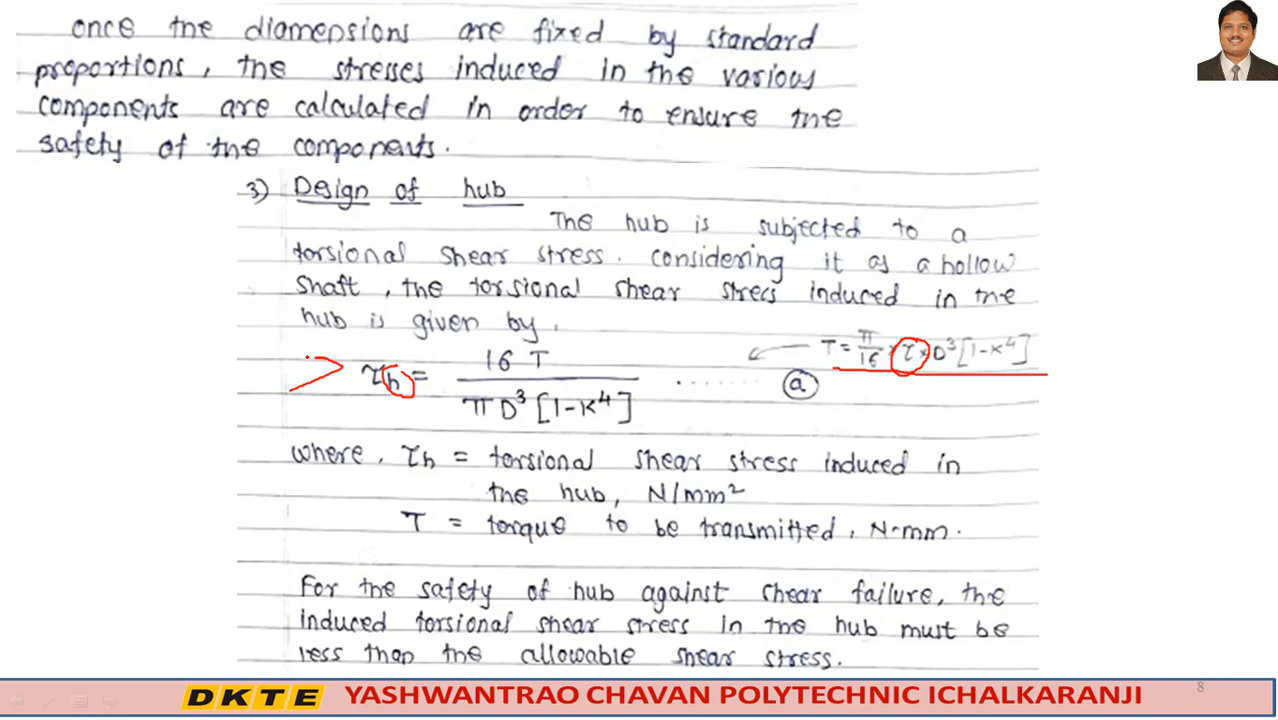 once the diamensions are fixed by standard
proportions, the stresses induced in the various
components are calculated in order to ensure the
safety of the components.
3) Design of hub
The hub is subjected to a
torsional shear stress. considering it as a hollow
shaft, the torsional shear stress induced in the
hub is given by,
T = π/16 × τ × D³ [1-K⁴]
τh = 16 T / π D³ [1-K⁴] ........ (a)
where, τh = torsional shear stress induced in
the hub, N/mm²
T = torque to be transmitted, N-mm.
For the safety of hub against shear failure, the
induced torsional shear stress in the hub must be
less than the allowable shear stress.
8
DKTE YASHWANTRAO CHAVAN POLYTECHNIC ICHALKARANJI